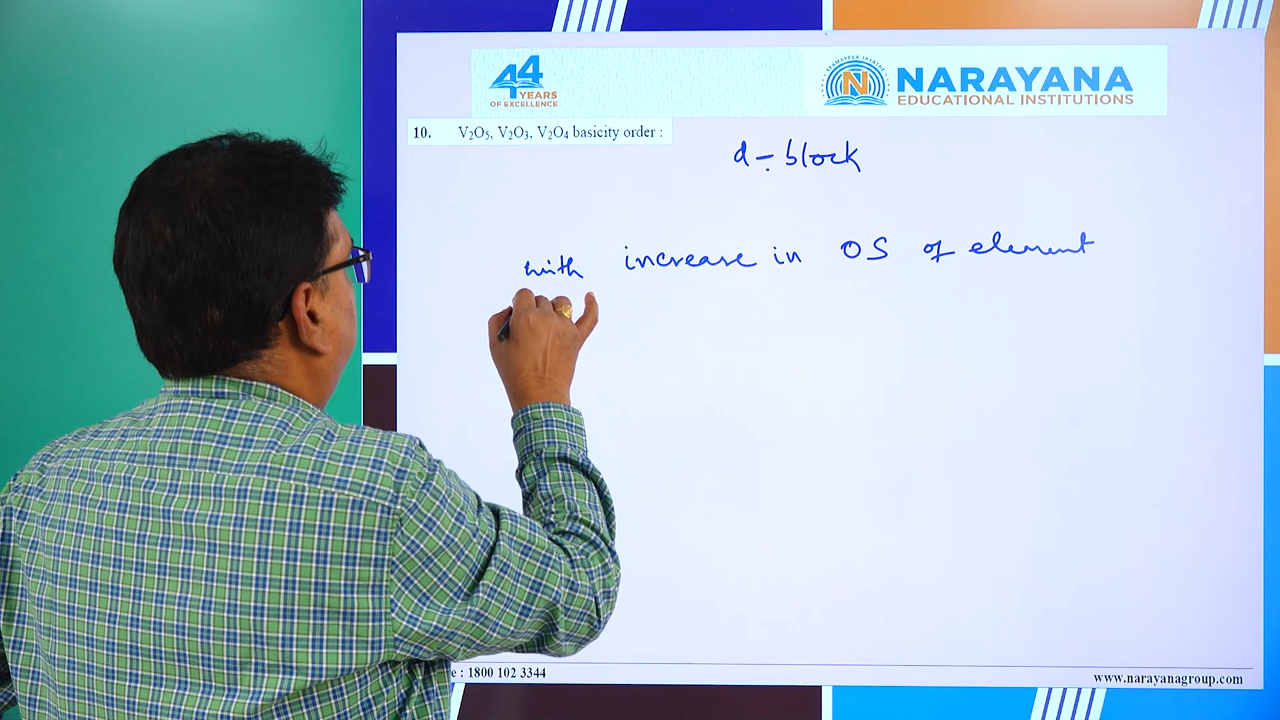 44
YEARS
OF EXCELLENCE
N
NARAYANA
EDUCATIONAL INSTITUTIONS
10. V₂O₅, V₂O₃, V₂O₄ basicity order :
d - block
with increase in OS of element
e : 1800 102 3344
www.narayanagroup.com